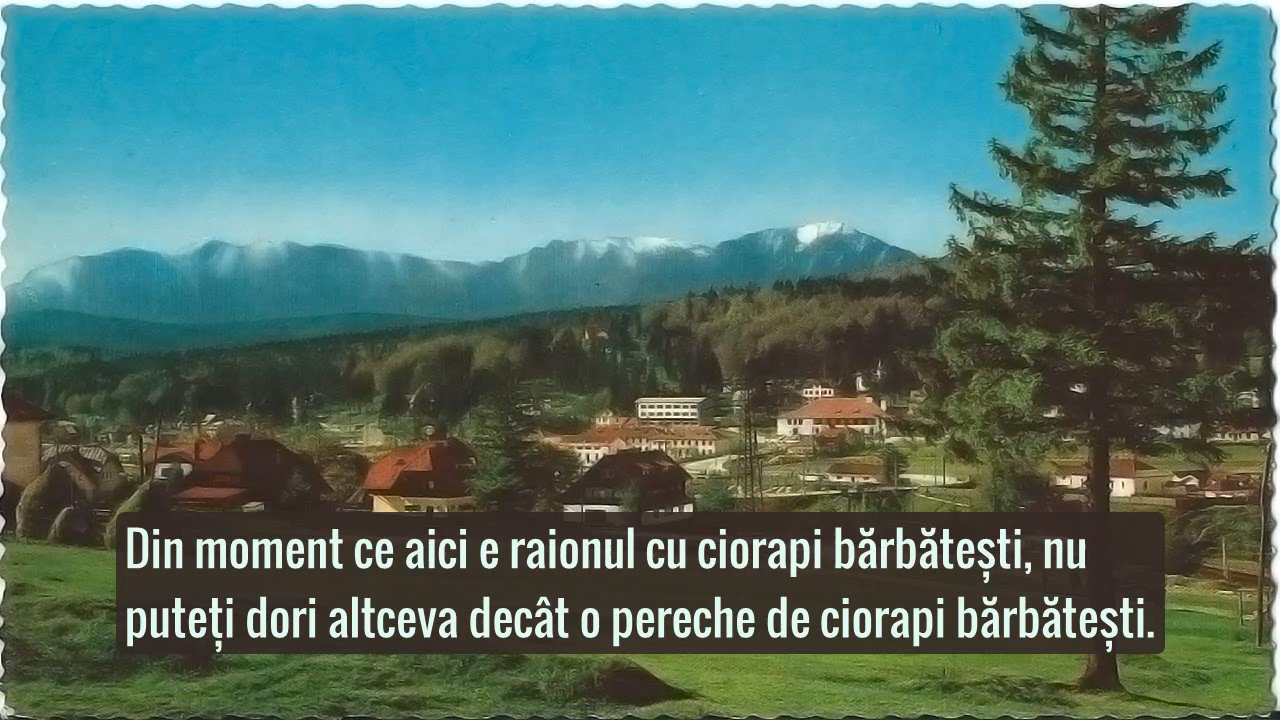 Din moment ce aici e raionul cu ciorapi bărbătești, nu
puteți dori altceva decât o pereche de ciorapi bărbătești.